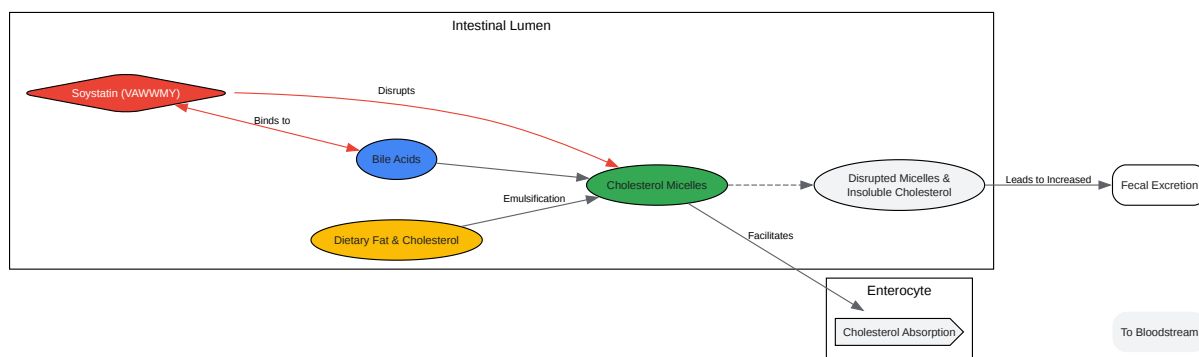 Intestinal Lumen
Soystatin (VAWWMY)
Disrupts
Binds to
Bile Acids
Cholesterol Micelles
Disrupted Micelles &
Insoluble Cholesterol
Leads to Increased
Fecal Excretion
Emulsification
Dietary Fat & Cholesterol
Facilitates
Enterocyte
Cholesterol Absorption
To Bloodstream